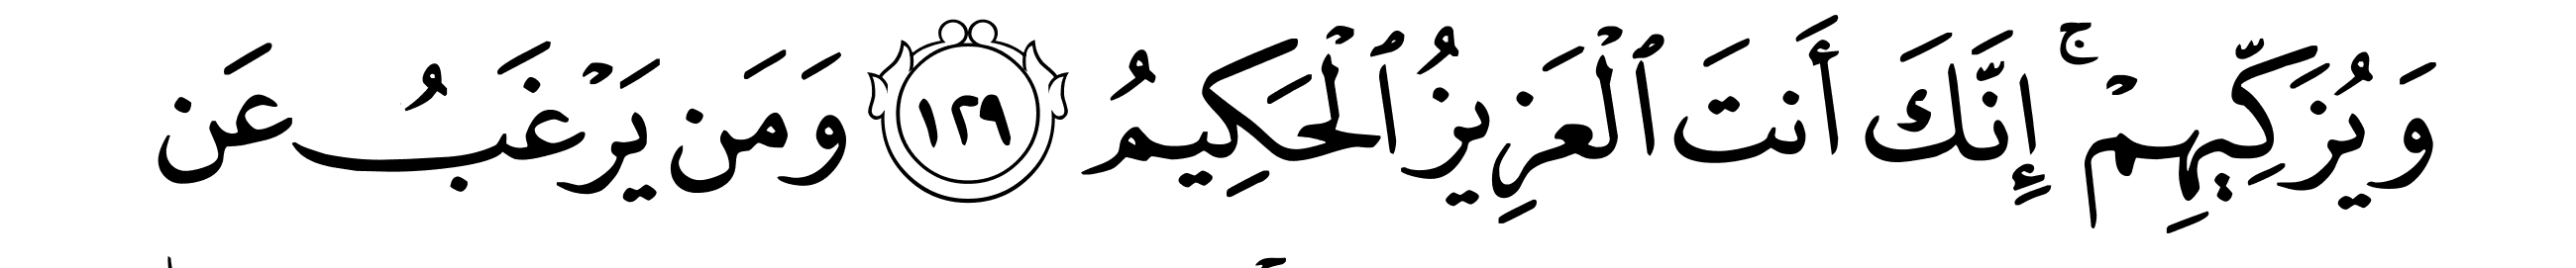 وَيُزَكِّيهِمْ ۚ إِنَّكَ أَنتَ ٱلْعَزِيزُ ٱلْحَكِيمُ ١٢٩ وَمَن يَرْغَبُ عَن